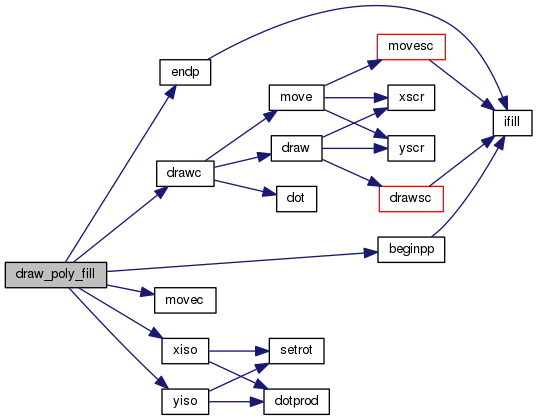 movesc
endp
move
xscr
ifill
draw
yscr
drawc
dot
drawsc
beginpp
draw_poly_fill
movec
xiso
setrot
yiso
dotprod